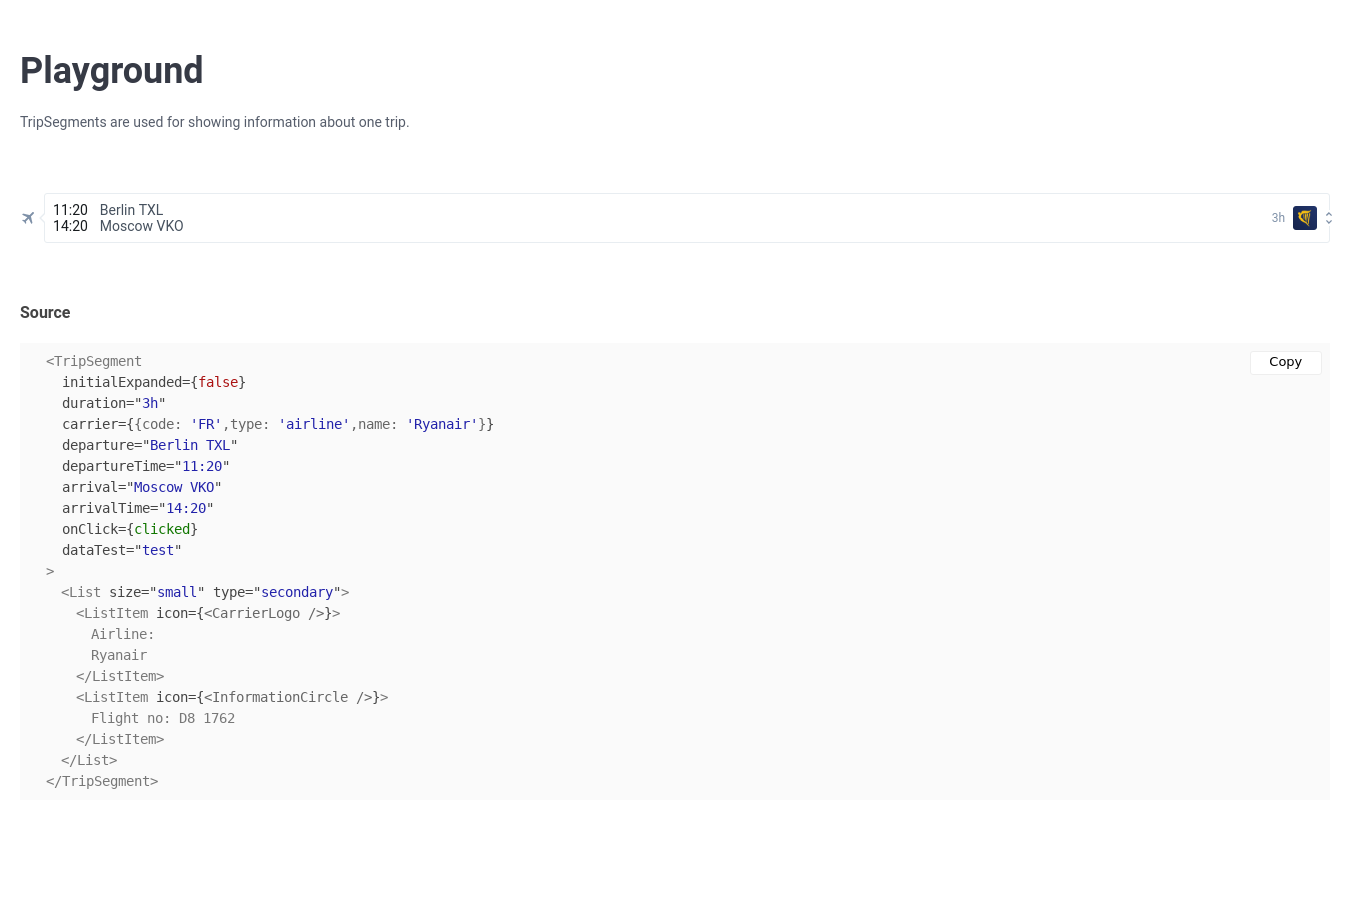 Playground
TripSegments are used for showing information about one trip.
11:20 Berlin TXL
14:20 Moscow VKO
3h
Source
Copy
<TripSegment
  initialExpanded={false}
  duration="3h"
  carrier={{code: 'FR',type: 'airline',name: 'Ryanair'}}
  departure="Berlin TXL"
  departureTime="11:20"
  arrival="Moscow VKO"
  arrivalTime="14:20"
  onClick={clicked}
  dataTest="test"
>
  <List size="small" type="secondary">
    <ListItem icon={<CarrierLogo />}>
      Airline:
      Ryanair
    </ListItem>
    <ListItem icon={<InformationCircle />}>
      Flight no: D8 1762
    </ListItem>
  </List>
</TripSegment>